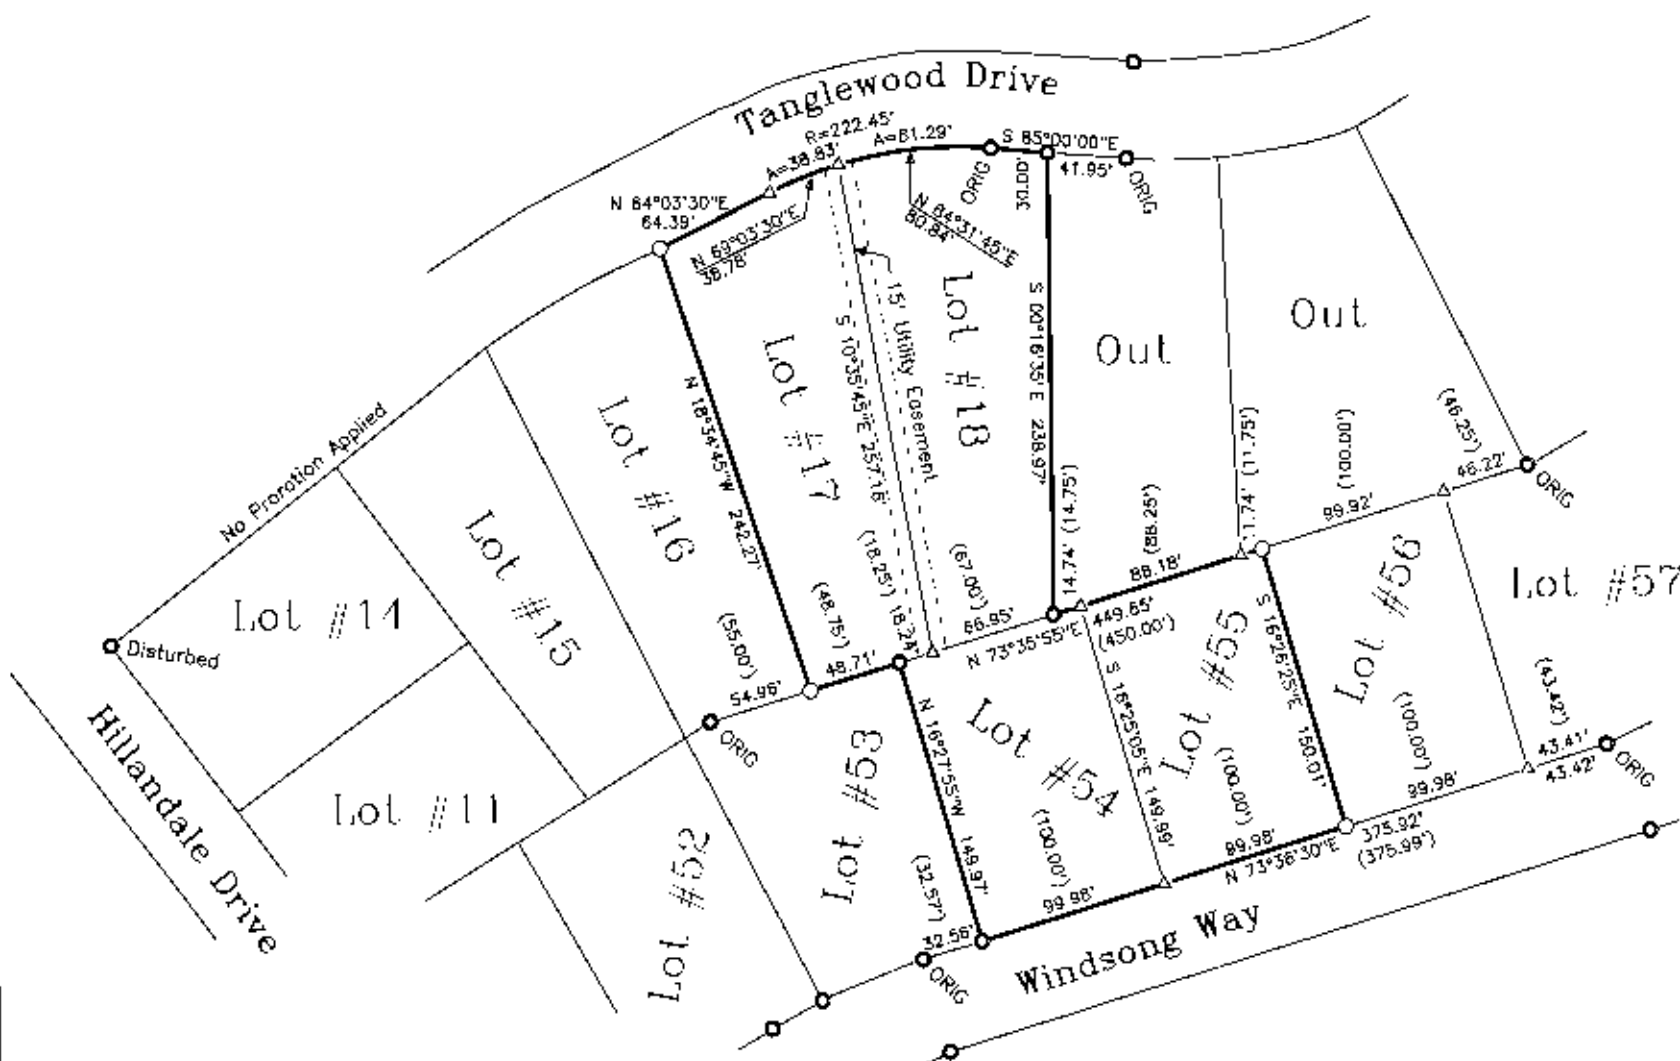 Tanglewood Drive
R=222.45'
A=61.29'
S 85°00'00"E
A=38.83'
41.95'
ORIG
ORIG
30.00'
N 64°03'30"E
64.39'
N 69°03'30"E
38.78'
N 84°31'45"E
80.84'
15' Utility Easement
S 10°35'45"E 257.16'
S 00°16'35" E 238.97'
N 18°34'45"W 242.27'
Lot #18
Lot #17
Lot #16
Lot #15
Lot #14
Lot #11
Out
Out
No Proration Applied
Disturbed
Hillandale Drive
(55.00')
54.96'
ORIG
(48.75')
48.71'
(18.25')
18.24'
(67.00')
66.95'
14.74' (14.75')
(88.25')
88.18'
11.74' (11.75')
(100.00')
99.92'
(46.25')
46.22'
ORIG
N 73°35'55"E
449.65'
(450.00')
Lot #52
Lot #53
Lot #54
Lot #55
Lot #56
Lot #57
N 16°27'55"W 149.97'
S 16°25'05"E 149.99'
S 16°26'25"E 150.01'
(32.57')
32.56'
ORIG
(100.00')
99.98'
(100.00')
99.98'
(100.00')
99.98'
(43.42')
43.41'
43.42'
ORIG
N 73°36'30"E
375.92'
(375.99')
Windsong Way